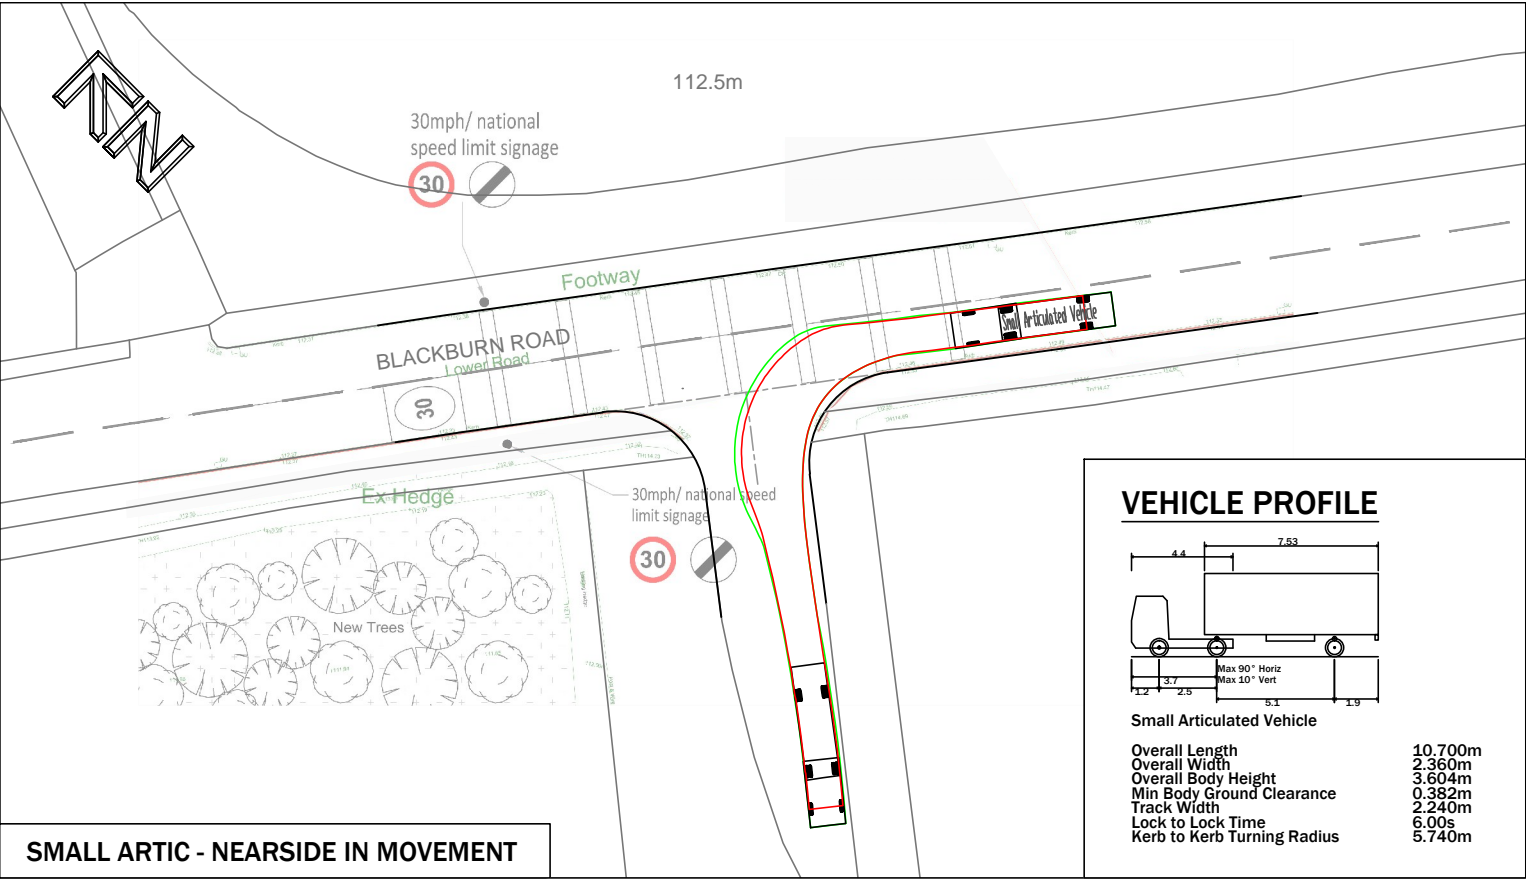 112.5m
30mph/ national
speed limit signage
30
N
Footway
BLACKBURN ROAD
Lower Road
30
Small Articulated Vehicle
Ex Hedge
30mph/ national speed
limit signage
30
New Trees
VEHICLE PROFILE
7.53
4.4
Max 90° Horiz
Max 10° Vert
3.7
1.2
2.5
5.1
1.9
Small Articulated Vehicle
Overall Length 10.700m
Overall Width 2.360m
Overall Body Height 3.604m
Min Body Ground Clearance 0.382m
Track Width 2.240m
Lock to Lock Time 6.00s
Kerb to Kerb Turning Radius 5.740m
SMALL ARTIC - NEARSIDE IN MOVEMENT